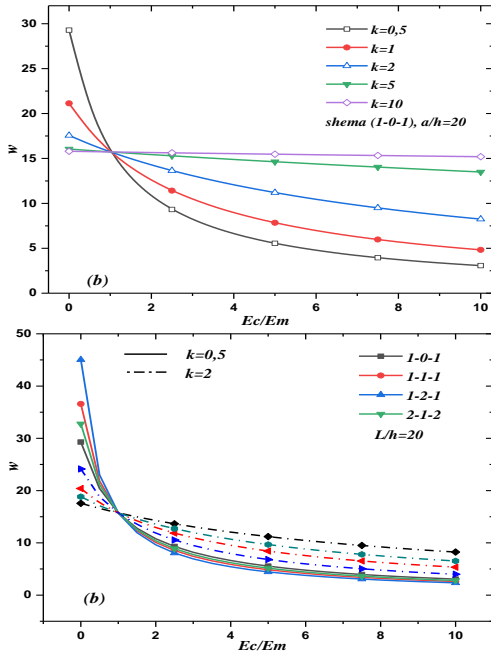 30
25
20
15
10
5
0
w
k=0,5
k=1
k=2
k=5
k=10
shema (1-0-1), a/h=20
(b)
0 2 4 6 8 10
Ec/Em
50
40
30
20
10
0
w
k=0,5
k=2
1-0-1
1-1-1
1-2-1
2-1-2
L/h=20
(b)
0 2 4 6 8 10
Ec/Em